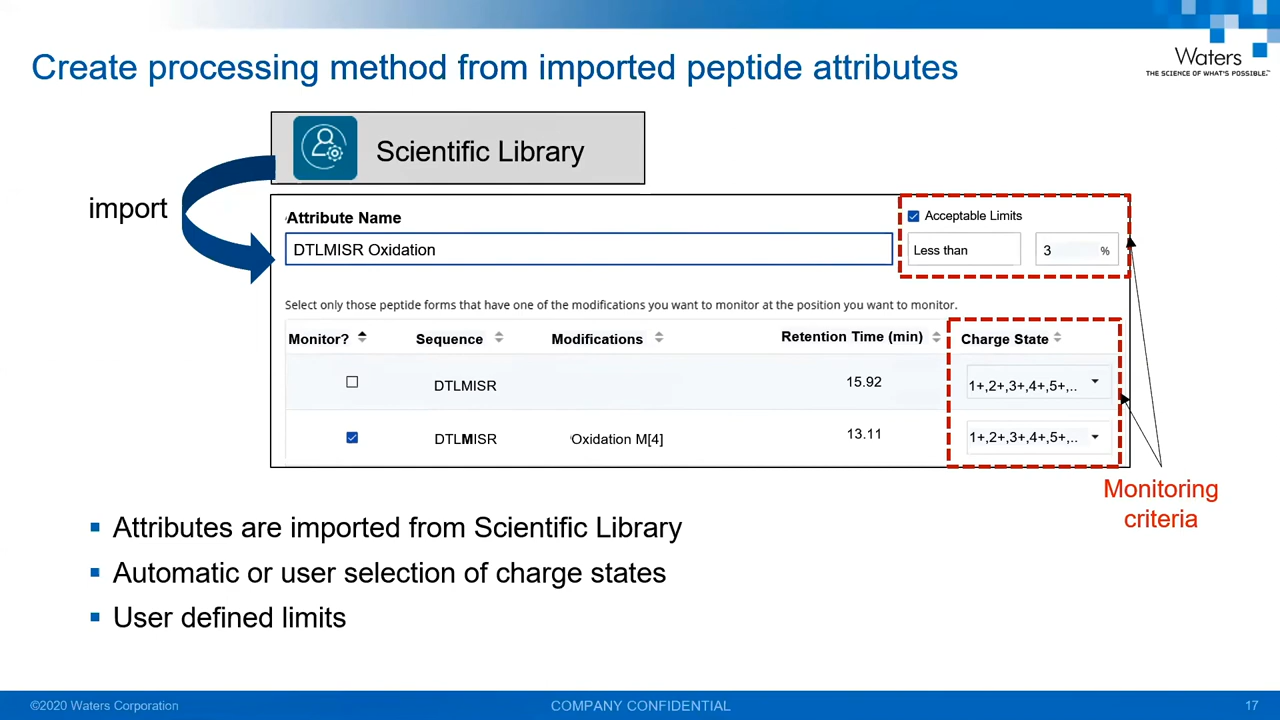 Create processing method from imported peptide attributes
Waters
THE SCIENCE OF WHAT'S POSSIBLE.™
Scientific Library
import
Attribute Name
Acceptable Limits
DTLMISR Oxidation
Less than
3 %
Select only those peptide forms that have one of the modifications you want to monitor at the position you want to monitor.
Monitor? Sequence Modifications Retention Time (min) Charge State
DTLMISR 15.92 1+,2+,3+,4+,5+,..
DTLMISR Oxidation M[4] 13.11 1+,2+,3+,4+,5+,..
Monitoring
criteria
Attributes are imported from Scientific Library
Automatic or user selection of charge states
User defined limits
©2020 Waters Corporation COMPANY CONFIDENTIAL 17